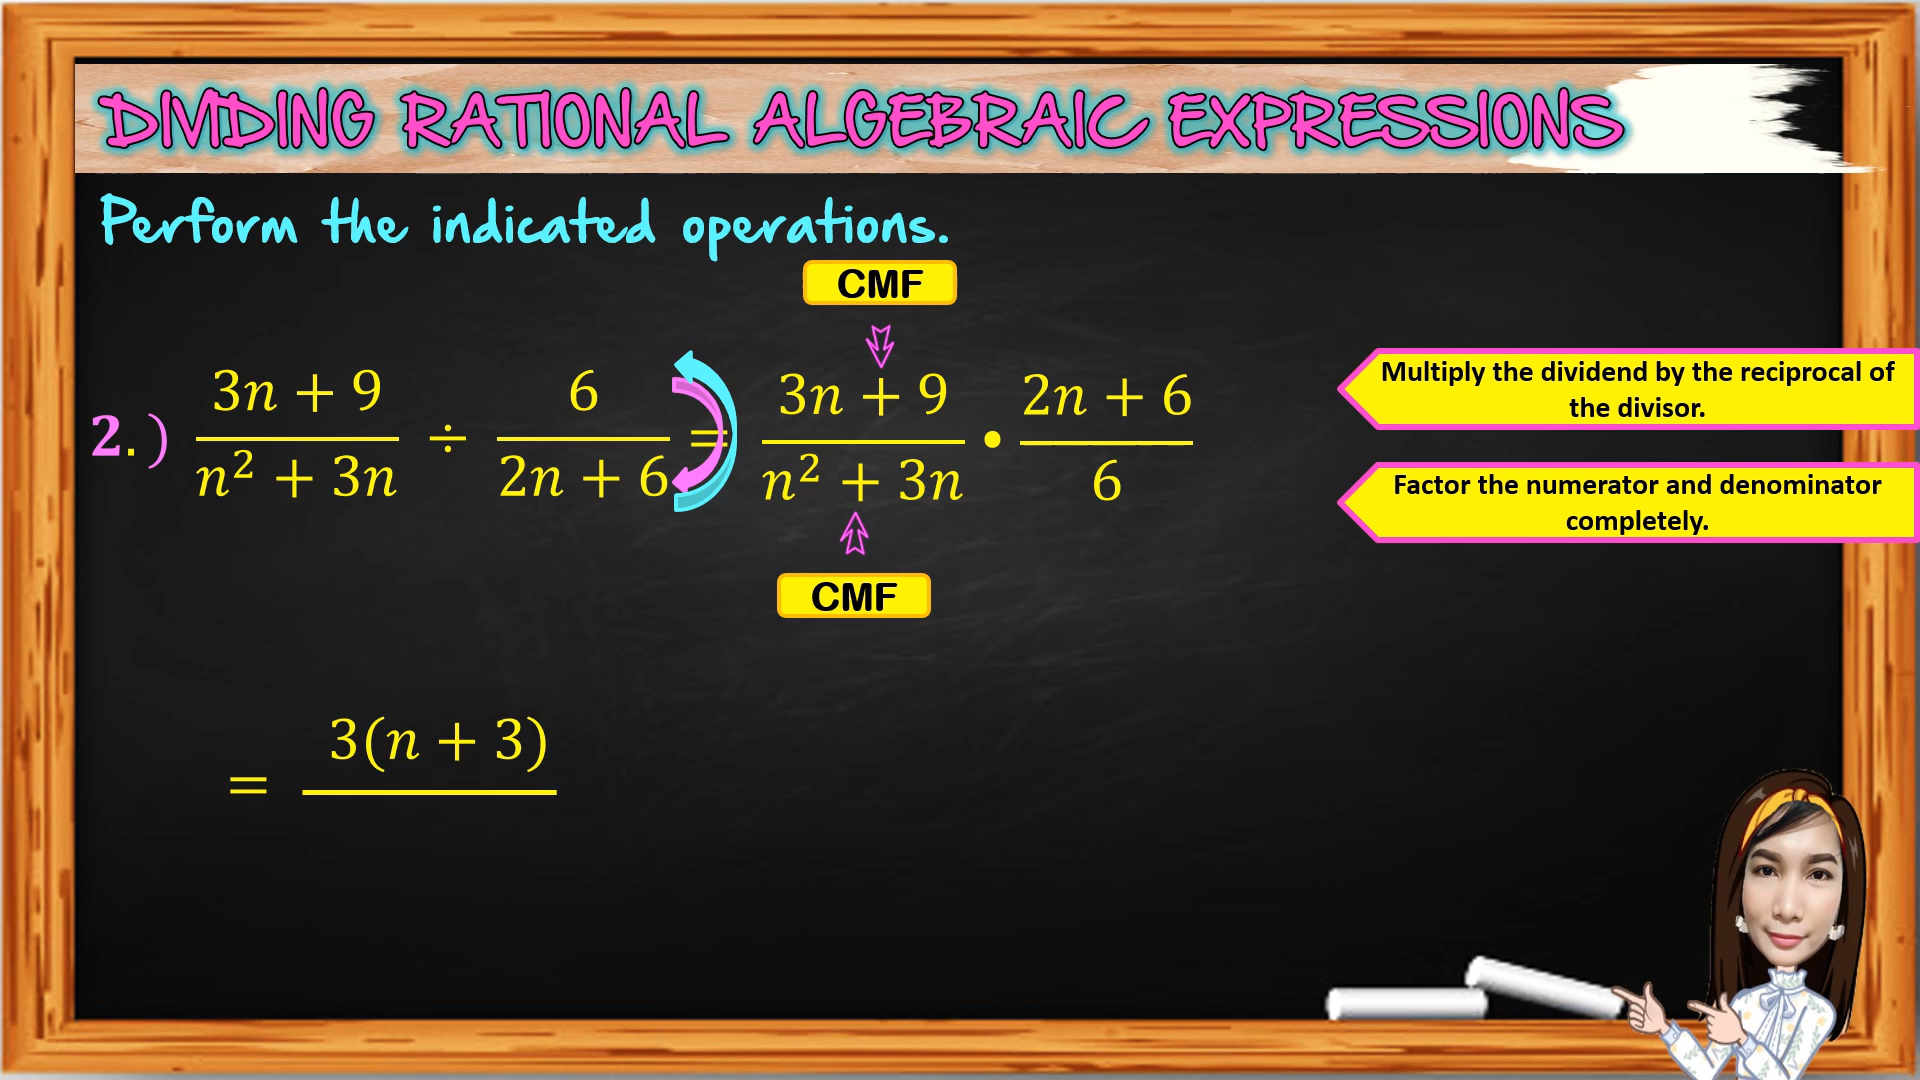 DIVIDING RATIONAL ALGEBRAIC EXPRESSIONS
Perform the indicated operations.
CMF
2.) (3n + 9)/(n² + 3n) ÷ 6/(2n + 6) = (3n + 9)/(n² + 3n) • (2n + 6)/6
Multiply the dividend by the reciprocal of
the divisor.
Factor the numerator and denominator
completely.
CMF
= 3(n + 3)